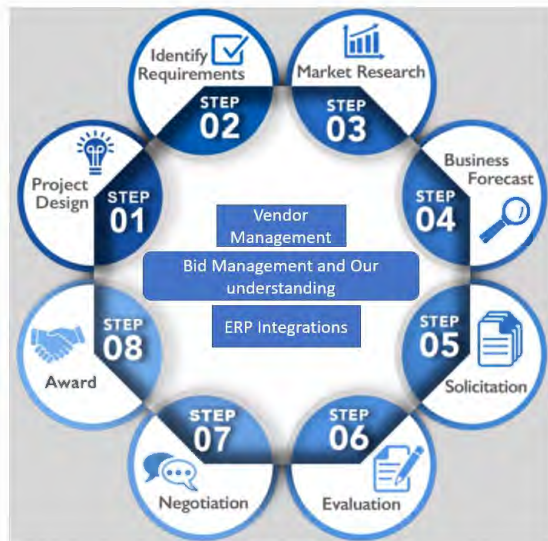 Project
Design
STEP
01
Identify
Requirements
STEP
02
Market Research
STEP
03
Business
Forecast
STEP
04
Solicitation
STEP
05
Evaluation
STEP
06
Negotiation
STEP
07
Award
STEP
08
Vendor
Management
Bid Management and Our
understanding
ERP Integrations